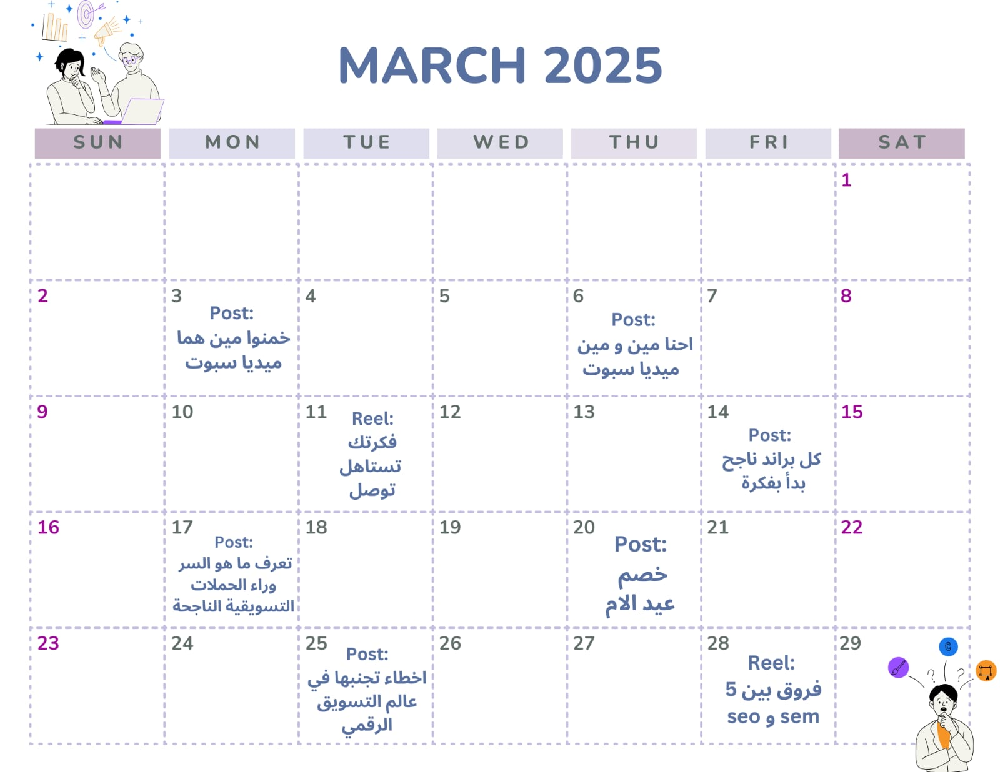 MARCH 2025
SUN MON TUE WED THU FRI SAT
1
2
3
Post:
خمنوا مين هما
ميديا سبوت
4
5
6
Post:
احنا مين و مين
ميديا سبوت
7
8
9
10
11
Reel:
فكرتك
تستاهل
توصل
12
13
14
Post:
كل براند ناجح
بدأ بفكرة
15
16
17
Post:
تعرف ما هو السر
وراء الحملات
التسويقية الناجحة
18
19
20
Post:
خصم
عيد الام
21
22
23
24
25
Post:
اخطاء تجنبها في
عالم التسويق
الرقمي
26
27
28
Reel:
5 فروق بين
seo و sem
29
C
? ?